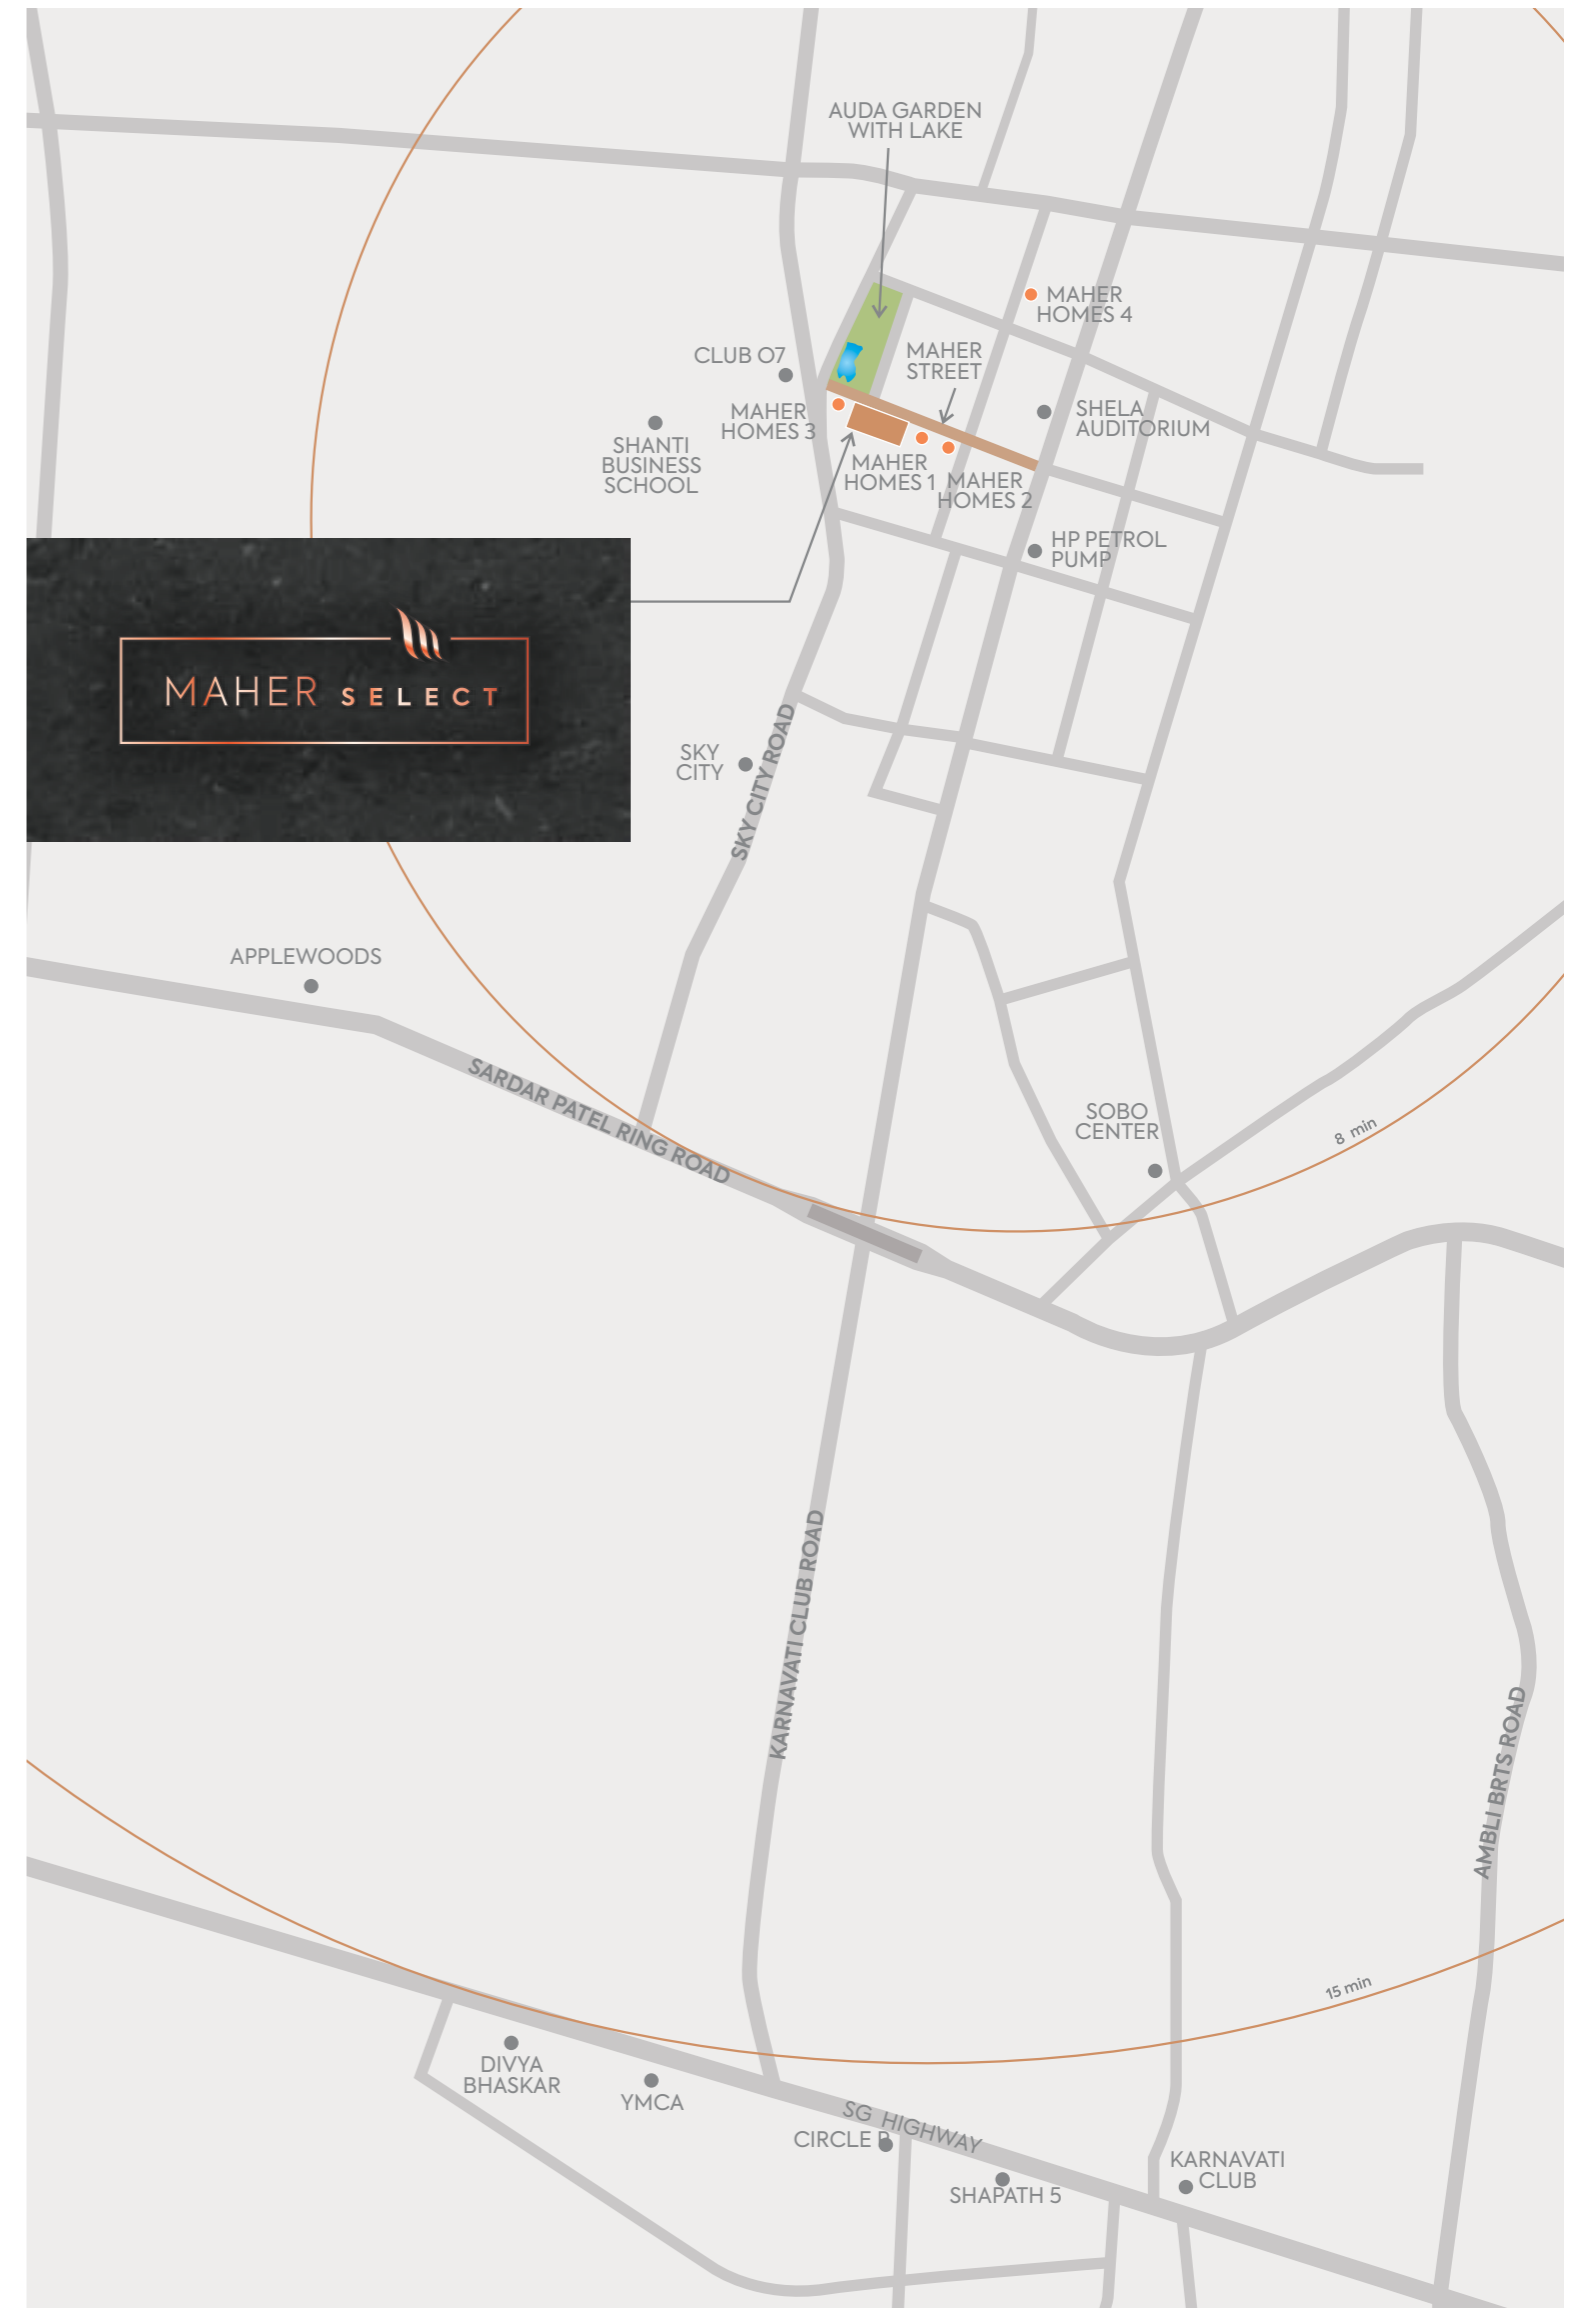 AUDA GARDEN
WITH LAKE
MAHER
HOMES 4
CLUB O7
MAHER
STREET
MAHER
HOMES 3
SHELA
AUDITORIUM
SHANTI
BUSINESS
SCHOOL
MAHER
HOMES 1
MAHER
HOMES 2
HP PETROL
PUMP
MAHER SELECT
SKY
CITY
SKY CITY ROAD
APPLEWOODS
SARDAR PATEL RING ROAD
SOBO
CENTER
8 min
KARNAVATI CLUB ROAD
AMBLI BRTS ROAD
15 min
DIVYA
BHASKAR
YMCA
SG HIGHWAY
CIRCLE
SHAPATH 5
KARNAVATI
CLUB